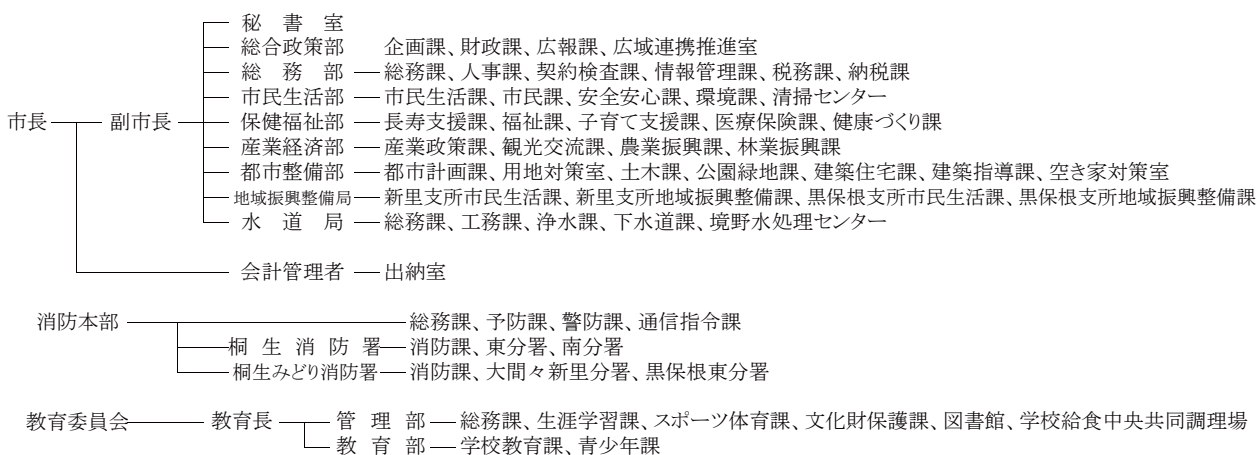 秘書室
総合政策部 企画課、財政課、広報課、広域連携推進室
総務部 総務課、人事課、契約検査課、情報管理課、税務課、納税課
市民生活部 市民生活課、市民課、安全安心課、環境課、清掃センター
市長 副市長 保健福祉部 長寿支援課、福祉課、子育て支援課、医療保険課、健康づくり課
産業経済部 産業政策課、観光交流課、農業振興課、林業振興課
都市整備部 都市計画課、用地対策室、土木課、公園緑地課、建築住宅課、建築指導課、空き家対策室
地域振興整備局 新里支所市民生活課、新里支所地域振興整備課、黒保根支所市民生活課、黒保根支所地域振興整備課
水道局 総務課、工務課、浄水課、下水道課、境野水処理センター
会計管理者 出納室
消防本部 総務課、予防課、警防課、通信指令課
桐生消防署 消防課、東分署、南分署
桐生みどり消防署 消防課、大間々新里分署、黒保根東分署
教育委員会 教育長 管理部 総務課、生涯学習課、スポーツ体育課、文化財保護課、図書館、学校給食中央共同調理場
教育部 学校教育課、青少年課